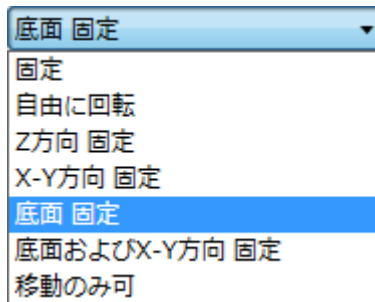 底面 固定
固定
自由に回転
Z方向 固定
X-Y方向 固定
底面 固定
底面およびX-Y方向 固定
移動のみ可